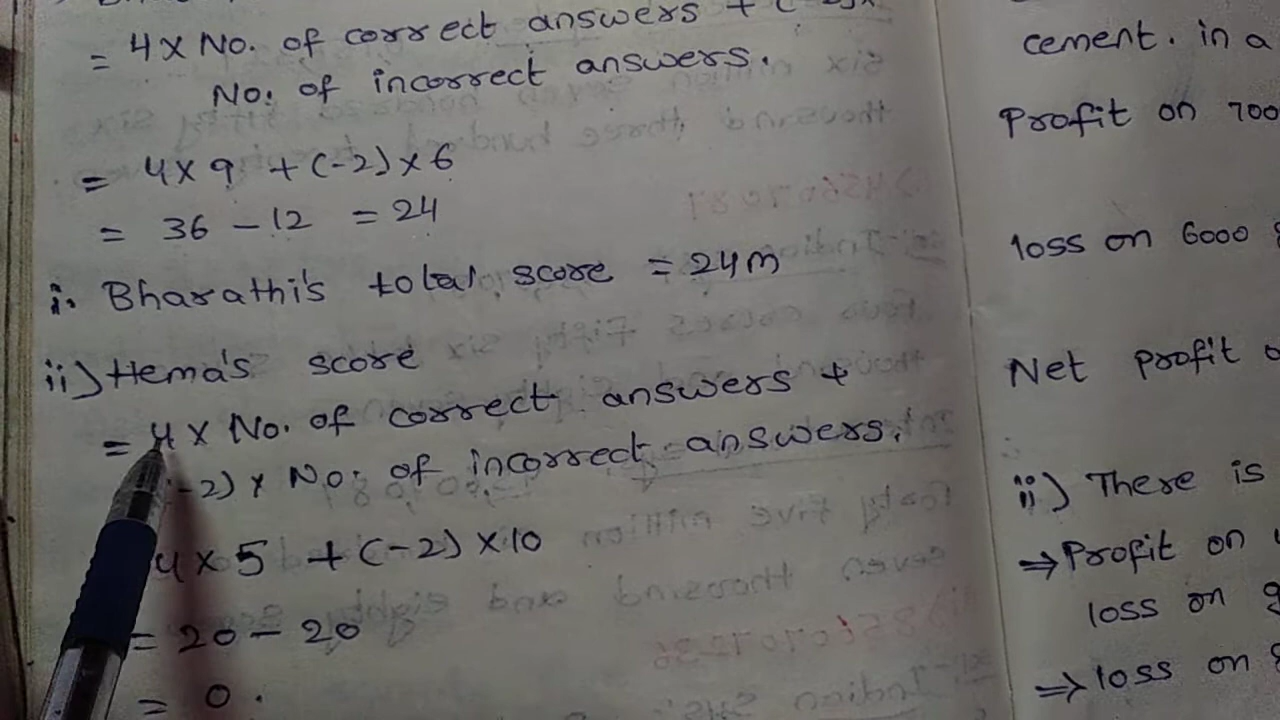 = 4 × No. of correct answers + (-2)×
No. of incorrect answers.
= 4 × 9 + (-2) × 6
= 36 - 12 = 24
i. Bharathi's total score = 24m
ii) Hema's score
= 4 × No. of correct answers +
-2) × No. of incorrect answers.
4 × 5 + (-2) × 10
= 20 - 20
= 0.
cement. in a
Profit on 700
loss on 6000
Net profit
ii) There is
⇒ Profit on
loss on
⇒ loss on